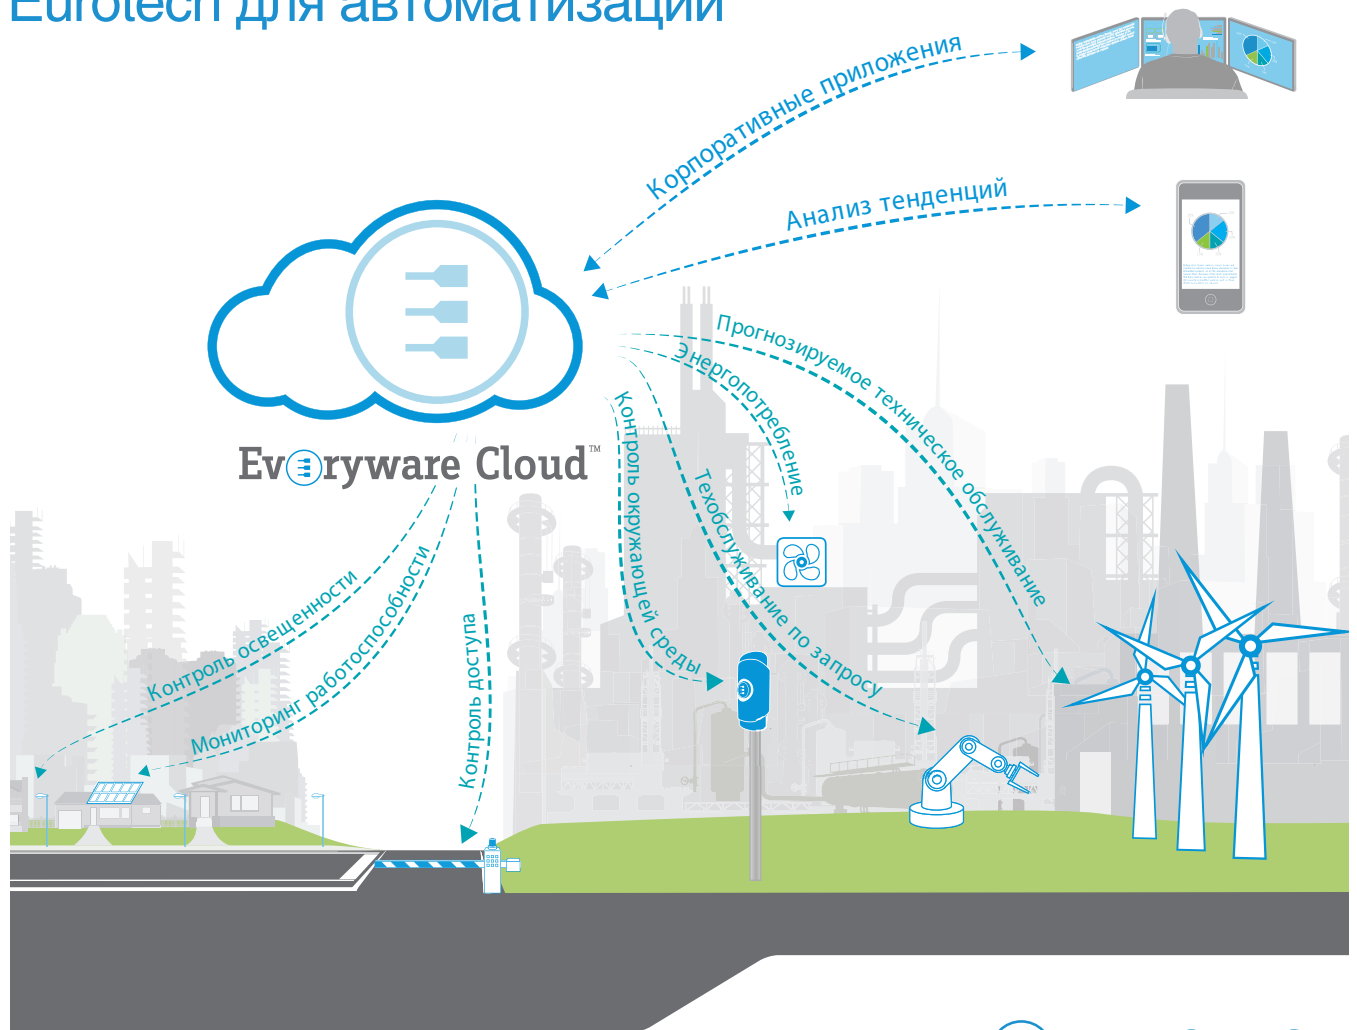 Eurotech для автоматизации
Корпоративные приложения
Анализ тенденций
Прогнозируемое техническое обслуживание
Энергопотребление
Контроль окружающей среды
Техобслуживание по запросу
Everyware Cloud™
Контроль освещенности
Мониторинг работоспособности
Контроль доступа